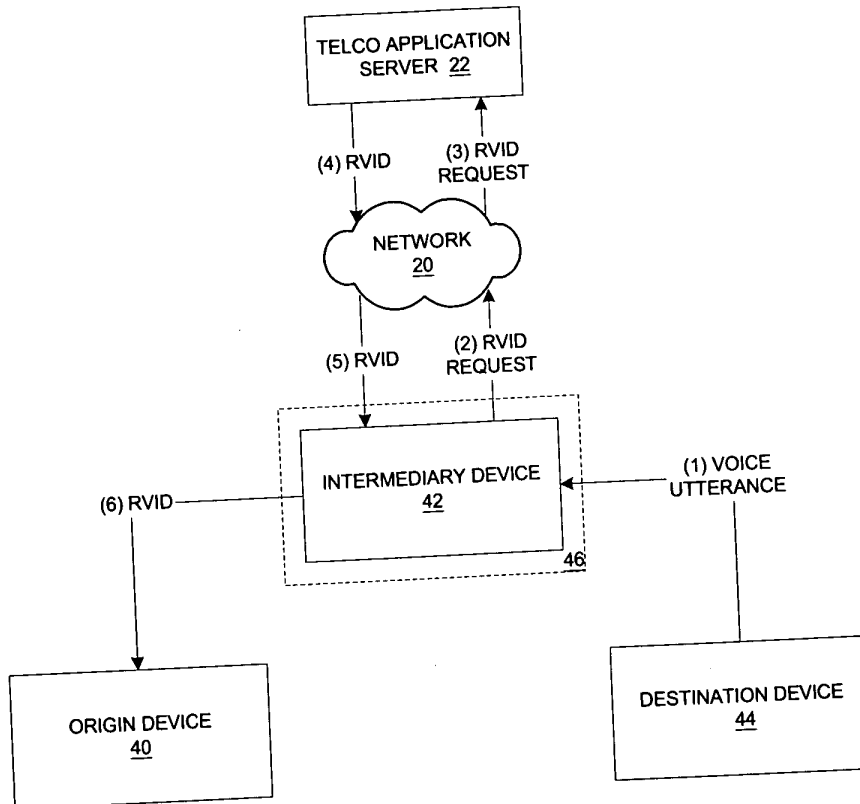 TELCO APPLICATION
SERVER 22
(4) RVID
(3) RVID
REQUEST
NETWORK
20
(5) RVID
(2) RVID
REQUEST
INTERMEDIARY DEVICE
42
(1) VOICE
UTTERANCE
(6) RVID
46
ORIGIN DEVICE
40
DESTINATION DEVICE
44